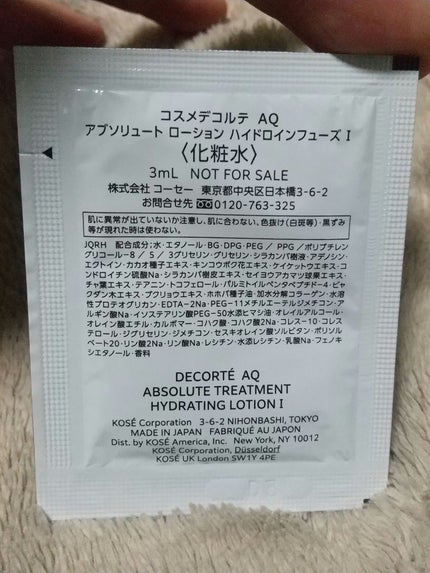 コスメデコルテ AQ
アブソリュート ローション ハイドロインフューズ I
〈化粧水〉
3mL NOT FOR SALE
株式会社 コーセー 東京都中央区日本橋3-6-2
お問合せ先 0120-763-325
肌に異常が出ていないか注意し、肌に合わない、色抜け(白斑等)・黒ずみ
等が現れた時は使わない。
JQRH 配合成分:水・エタノール・BG・DPG・PEG/PPG/ポリブチレン
グリコール-8/5/3グリセリン・グリセリン・シラカンバ樹液・アデノシン・
エクトイン・カカオ種子エキス・キンコウボク花エキス・ケイケットウエキス・コ
ンドロイチン硫酸Na・シラカンバ樹皮エキス・セイヨウアカマツ球果エキス・
チャ葉エキス・テアニン・トコフェロール・パルミトイルペンタペプチド-4・ビャ
クダン木エキス・ブクリョウエキス・ホホバ種子油・加水分解コラーゲン・水溶
性プロテオグリカン・EDTA-2Na・PEG-11メチルエーテルジメチコン・ア
ルギン酸Na・イソステアリン酸PEG-50水添ヒマシ油・オレイルアルコール・
オレイン酸エチル・カルボマー・コハク酸・コハク酸2Na・コレス-10・コレス
テロール・ジグリセリン・ジメチコン・セスキオレイン酸ソルビタン・ポリソル
ベート20・リン酸2Na・リン酸Na・レシチン・水添レシチン・乳酸Na・フェノキ
シエタノール・香料
DECORTÉ AQ
ABSOLUTE TREATMENT
HYDRATING LOTION I
KOSÉ Corporation 3-6-2 NIHONBASHI, TOKYO
MADE IN JAPAN FABRIQUÉ AU JAPON
Dist. by KOSÉ America, Inc. New York, NY 10012
KOSÉ Corporation, Düsseldorf
KOSÉ UK London SW1Y 4PE